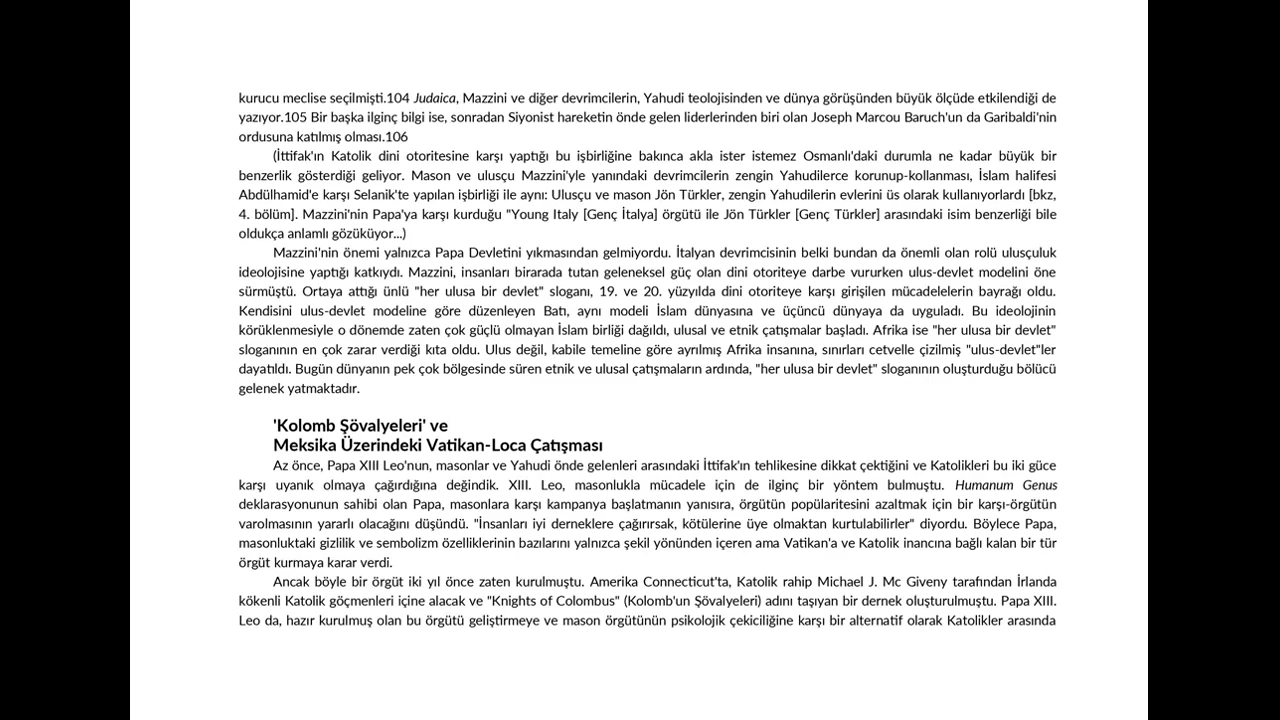 kurucu meclise seçilmişti.104 Judaica, Mazzini ve diğer devrimcilerin, Yahudi teolojisinden ve dünya görüşünden büyük ölçüde etkilendiği de
yazıyor.105 Bir başka ilginç bilgi ise, sonradan Siyonist hareketin önde gelen liderlerinden biri olan Joseph Marcou Baruch'un da Garibaldi'nin
ordusuna katılmış olması.106
(İttifak'ın Katolik dini otoritesine karşı yaptığı bu işbirliğine bakınca akla ister istemez Osmanlı'daki durumla ne kadar büyük bir
benzerlik gösterdiği geliyor. Mason ve ulusçu Mazzini'yle yanındaki devrimcilerin zengin Yahudilerce korunup-kollanması, İslam halifesi
Abdülhamid'e karşı Selanik'te yapılan işbirliği ile aynı: Ulusçu ve mason Jön Türkler, zengin Yahudilerin evlerini üs olarak kullanıyorlardı [bkz,
4. bölüm]. Mazzini'nin Papa'ya karşı kurduğu "Young Italy [Genç İtalya] örgütü ile Jön Türkler [Genç Türkler] arasındaki isim benzerliği bile
oldukça anlamlı gözüküyor...)
Mazzini'nin önemi yalnızca Papa Devletini yıkmasından gelmiyordu. İtalyan devrimcisinin belki bundan da önemli olan rolü ulusçuluk
ideolojisine yaptığı katkıydı. Mazzini, insanları birarada tutan geleneksel güç olan dini otoriteye darbe vururken ulus-devlet modelini öne
sürmüştü. Ortaya attığı ünlü "her ulusa bir devlet" sloganı, 19. ve 20. yüzyılda dini otoriteye karşı girişilen mücadelelerin bayrağı oldu.
Kendisini ulus-devlet modeline göre düzenleyen Batı, aynı modeli İslam dünyasına ve üçüncü dünyaya da uyguladı. Bu ideolojinin
körüklenmesiyle o dönemde zaten çok güçlü olmayan İslam birliği dağıldı, ulusal ve etnik çatışmalar başladı. Afrika ise "her ulusa bir devlet"
sloganının en çok zarar verdiği kıta oldu. Ulus değil, kabile temeline göre ayrılmış Afrika insanına, sınırları cetvelle çizilmiş "ulus-devlet"ler
dayatıldı. Bugün dünyanın pek çok bölgesinde süren etnik ve ulusal çatışmaların ardında, "her ulusa bir devlet" sloganının oluşturduğu bölücü
gelenek yatmaktadır.
'Kolomb Şövalyeleri' ve
Meksika Üzerindeki Vatikan-Loca Çatışması
Az önce, Papa XIII Leo'nun, masonlar ve Yahudi önde gelenleri arasındaki İttifak'ın tehlikesine dikkat çektiğini ve Katolikleri bu iki güce
karşı uyanık olmaya çağırdığına değindik. XIII. Leo, masonlukla mücadele için de ilginç bir yöntem bulmuştu. Humanum Genus
deklarasyonunun sahibi olan Papa, masonlara karşı kampanya başlatmanın yanısıra, örgütün popülaritesini azaltmak için bir karşı-örgütün
varolmasının yararlı olacağını düşündü. "İnsanları iyi derneklere çağırırsak, kötülerine üye olmaktan kurtulabilirler" diyordu. Böylece Papa,
masonluktaki gizlilik ve sembolizm özelliklerinin bazılarını yalnızca şekil yönünden içeren ama Vatikan'a ve Katolik inancına bağlı kalan bir tür
örgüt kurmaya karar verdi.
Ancak böyle bir örgüt iki yıl önce zaten kurulmuştu. Amerika Connecticut'ta, Katolik rahip Michael J. Mc Giveny tarafından İrlanda
kökenli Katolik göçmenleri içine alacak ve "Knights of Colombus" (Kolomb'un Şövalyeleri) adını taşıyan bir dernek oluşturulmuştu. Papa XIII.
Leo da, hazır kurulmuş olan bu örgütü geliştirmeye ve mason örgütünün psikolojik çekiciliğine karşı bir alternatif olarak Katolikler arasında